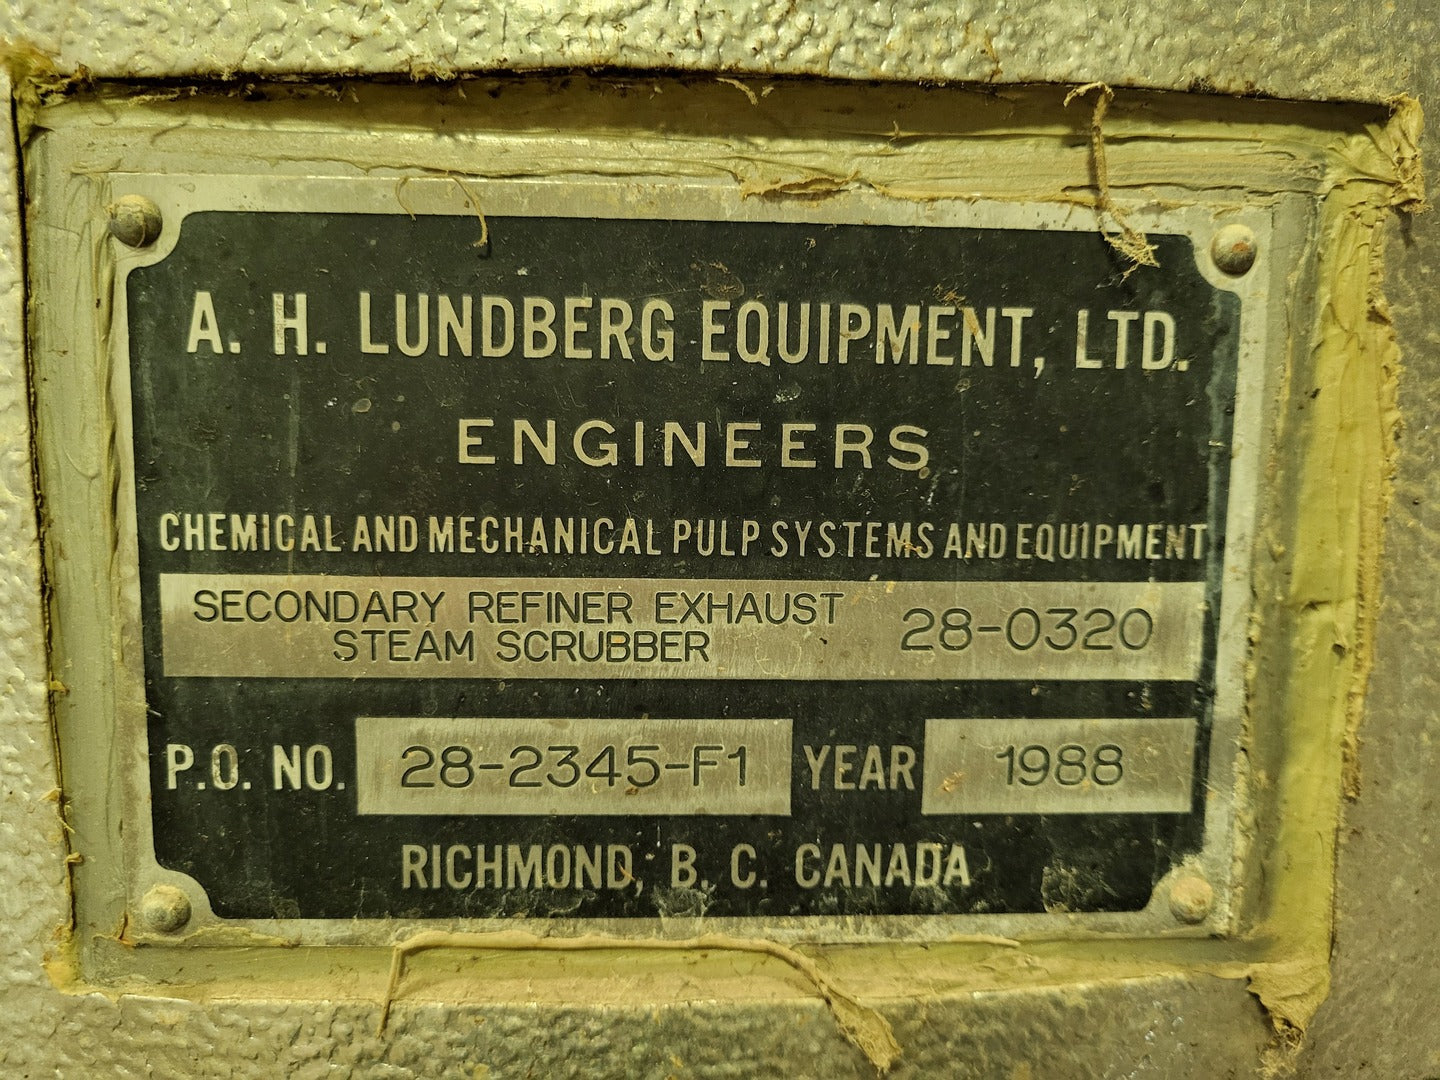 A. H. LUNDBERG EQUIPMENT, LTD.
ENGINEERS
CHEMICAL AND MECHANICAL PULP SYSTEMS AND EQUIPMENT
SECONDARY REFINER EXHAUST
STEAM SCRUBBER
28-0320
P.O. NO. 28-2345-F1 YEAR 1988
RICHMOND, B. C. CANADA